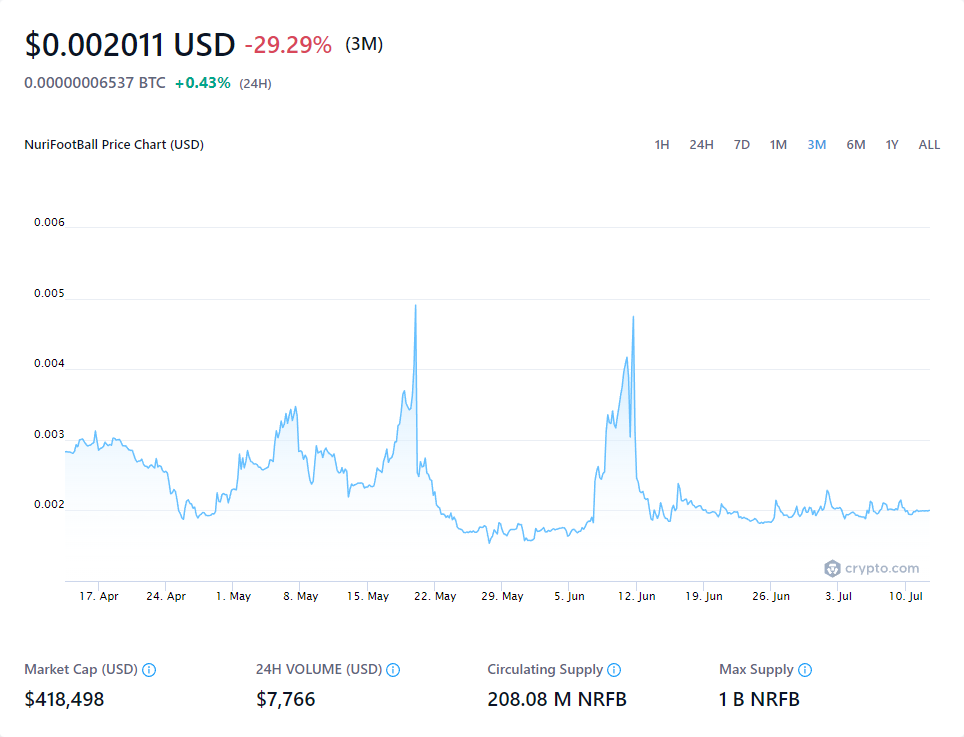 $0.002011 USD -29.29% (3M)
0.00000006537 BTC +0.43% (24H)
NuriFootBall Price Chart (USD) 1H 24H 7D 1M 3M 6M 1Y ALL
0.006
0.005
0.004
0.003
0.002
crypto.com
17. Apr 24. Apr 1. May 8. May 15. May 22. May 29. May 5. Jun 12. Jun 19. Jun 26. Jun 3. Jul 10. Jul
Market Cap (USD) 24H VOLUME (USD) Circulating Supply Max Supply
$418,498 $7,766 208.08 M NRFB 1 B NRFB